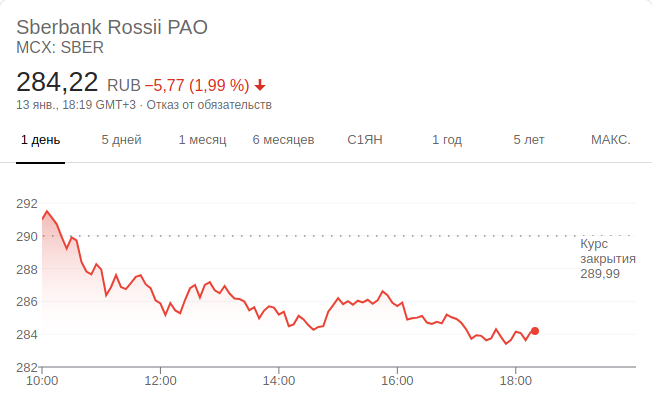 Sberbank Rossii PAO
MCX: SBER
284,22 RUB −5,77 (1,99 %)
13 янв., 18:19 GMT+3 · Отказ от обязательств
1 день 5 дней 1 месяц 6 месяцев С1ЯН 1 год 5 лет МАКС.
292
290
Курс
закрытия
289,99
288
286
284
282
10:00 12:00 14:00 16:00 18:00